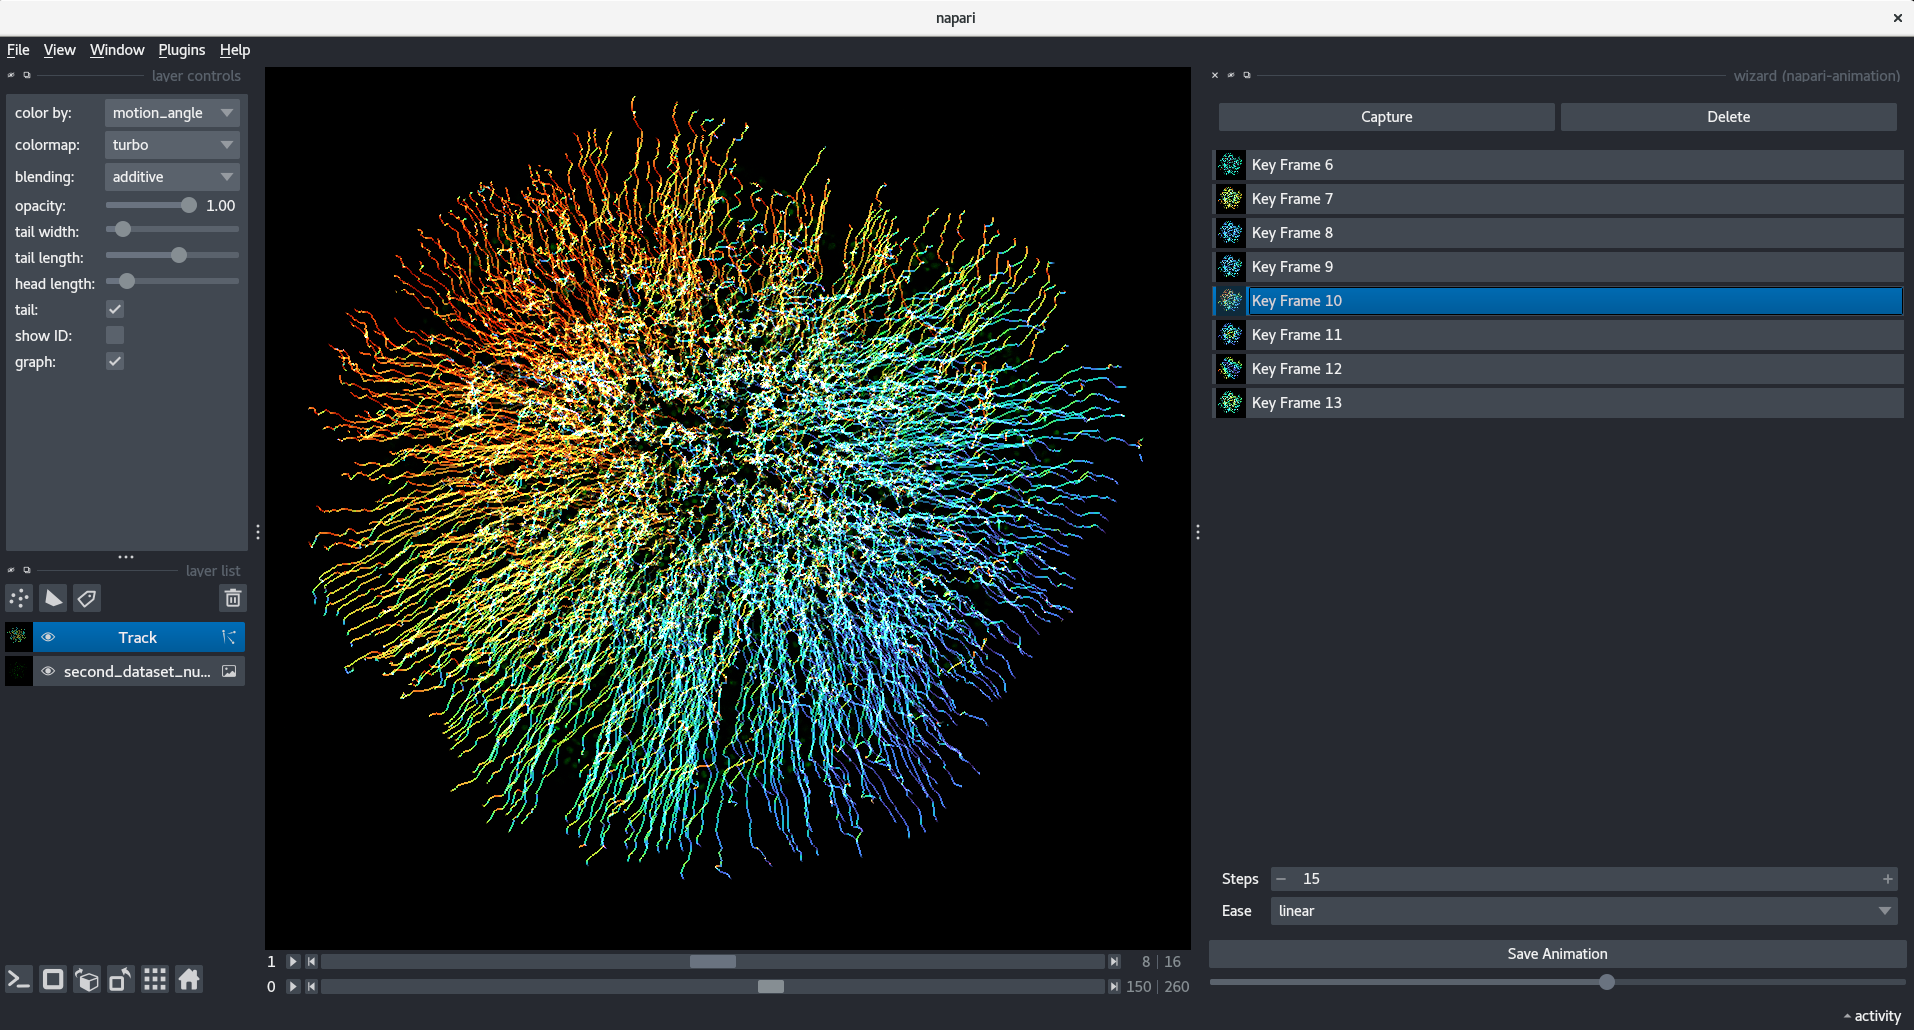 napari
File View Window Plugins Help
layer controls
color by: motion_angle
colormap: turbo
blending: additive
opacity: 1.00
tail width:
tail length:
head length:
tail:
show ID:
graph:
layer list
Track
second_dataset_nu...
1 8 | 16
0 150 | 260
wizard (napari-animation)
Capture Delete
Key Frame 6
Key Frame 7
Key Frame 8
Key Frame 9
Key Frame 10
Key Frame 11
Key Frame 12
Key Frame 13
Steps 15
Ease linear
Save Animation
activity